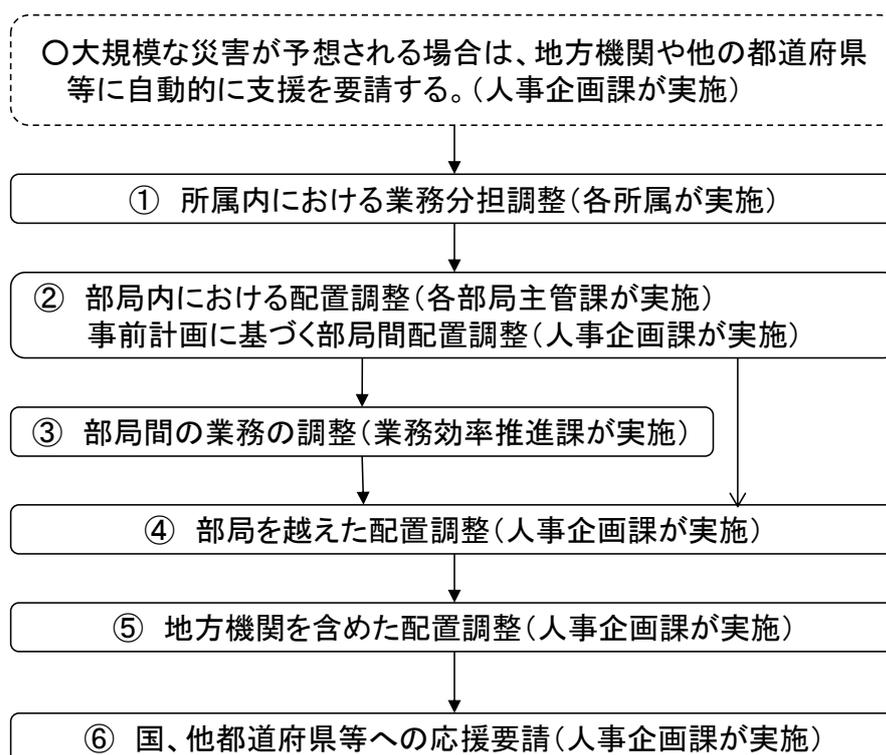 ○大規模な災害が予想される場合は、地方機関や他の都道府県
等に自動的に支援を要請する。(人事企画課が実施)
① 所属内における業務分担調整(各所属が実施)
② 部局内における配置調整(各部局主管課が実施)
事前計画に基づく部局間配置調整(人事企画課が実施)
③ 部局間の業務の調整(業務効率推進課が実施)
④ 部局を越えた配置調整(人事企画課が実施)
⑤ 地方機関を含めた配置調整(人事企画課が実施)
⑥ 国、他都道府県等への応援要請(人事企画課が実施)